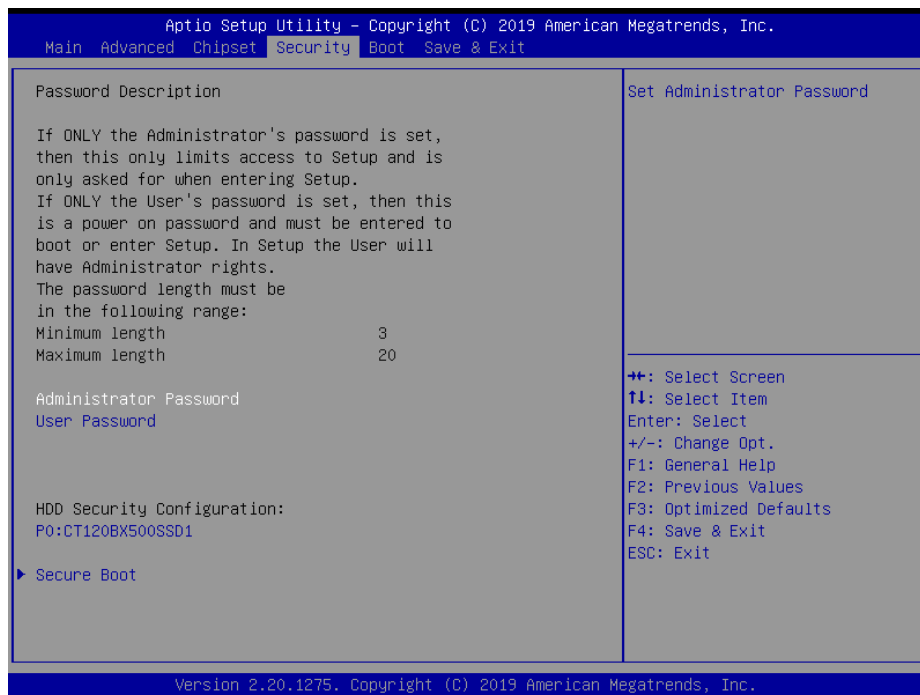 Aptio Setup Utility – Copyright (C) 2019 American Megatrends, Inc.
Main Advanced Chipset Security Boot Save & Exit
Password Description
If ONLY the Administrator's password is set,
then this only limits access to Setup and is
only asked for when entering Setup.
If ONLY the User's password is set, then this
is a power on password and must be entered to
boot or enter Setup. In Setup the User will
have Administrator rights.
The password length must be
in the following range:
Minimum length 3
Maximum length 20
Administrator Password
User Password
HDD Security Configuration:
P0:CT120BX500SSD1
Secure Boot
Set Administrator Password
→←: Select Screen
↑↓: Select Item
Enter: Select
+/-: Change Opt.
F1: General Help
F2: Previous Values
F3: Optimized Defaults
F4: Save & Exit
ESC: Exit
Version 2.20.1275. Copyright (C) 2019 American Megatrends, Inc.